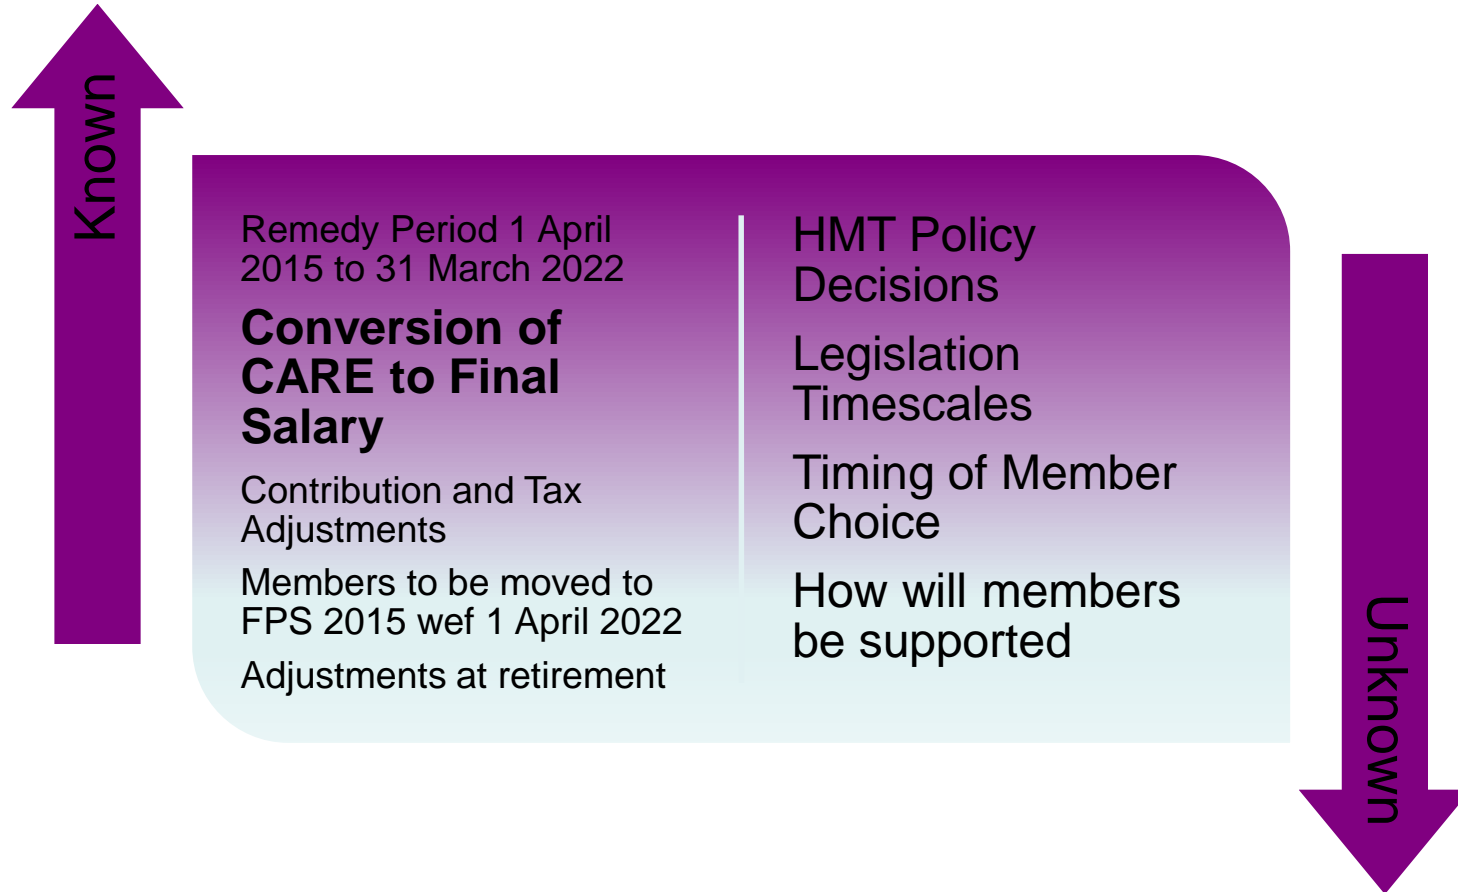 Known
Remedy Period 1 April
2015 to 31 March 2022
Conversion of
CARE to Final
Salary
Contribution and Tax
Adjustments
Members to be moved to
FPS 2015 wef 1 April 2022
Adjustments at retirement
HMT Policy
Decisions
Legislation
Timescales
Timing of Member
Choice
How will members
be supported
Unknown